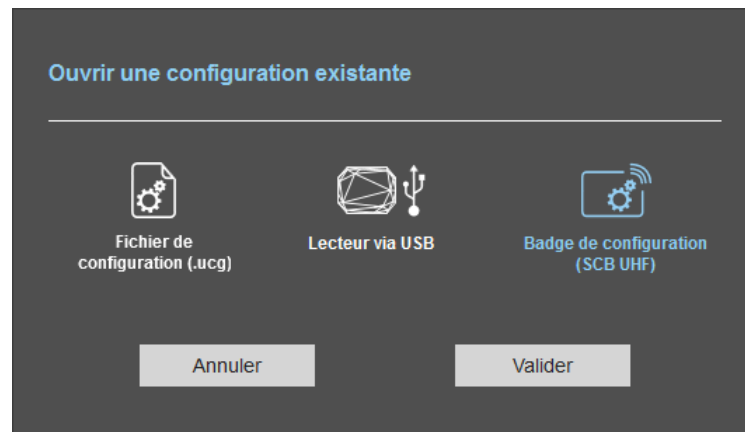 Ouvrir une configuration existante
Fichier de
configuration (.ucg)
Lecteur via USB
Badge de configuration
(SCB UHF)
Annuler
Valider